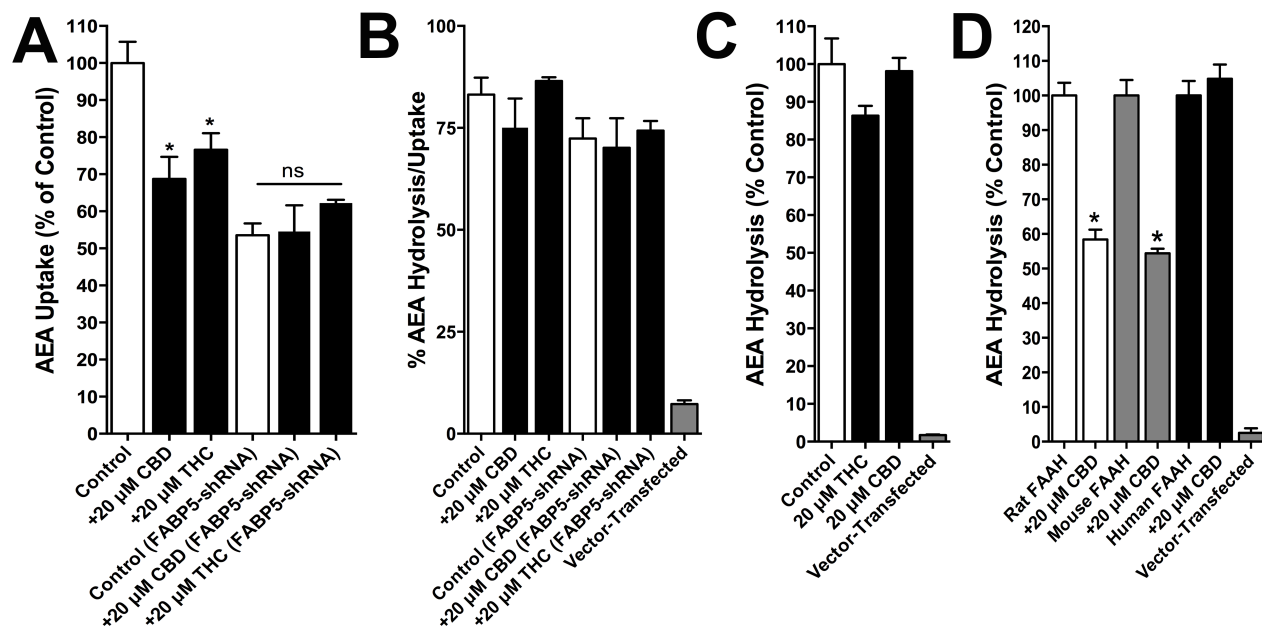 A
AEA Uptake (% of Control)
110
100
90
80
70
60
50
40
30
20
10
0
*
*
ns
Control
+20 µM CBD
+20 µM THC
Control (FABP5-shRNA)
+20 µM CBD (FABP5-shRNA)
+20 µM THC (FABP5-shRNA)
B
% AEA Hydrolysis/Uptake
100
75
50
25
0
Control
+20 µM CBD
+20 µM THC
Control (FABP5-shRNA)
+20 µM CBD (FABP5-shRNA)
+20 µM THC (FABP5-shRNA)
Vector-Transfected
C
AEA Hydrolysis (% Control)
110
100
90
80
70
60
50
40
30
20
10
0
Control
20 µM THC
20 µM CBD
Vector-Transfected
D
AEA Hydrolysis (% Control)
120
110
100
90
80
70
60
50
40
30
20
10
0
*
*
Rat FAAH
+20 µM CBD
Mouse FAAH
+20 µM CBD
Human FAAH
+20 µM CBD
Vector-Transfected